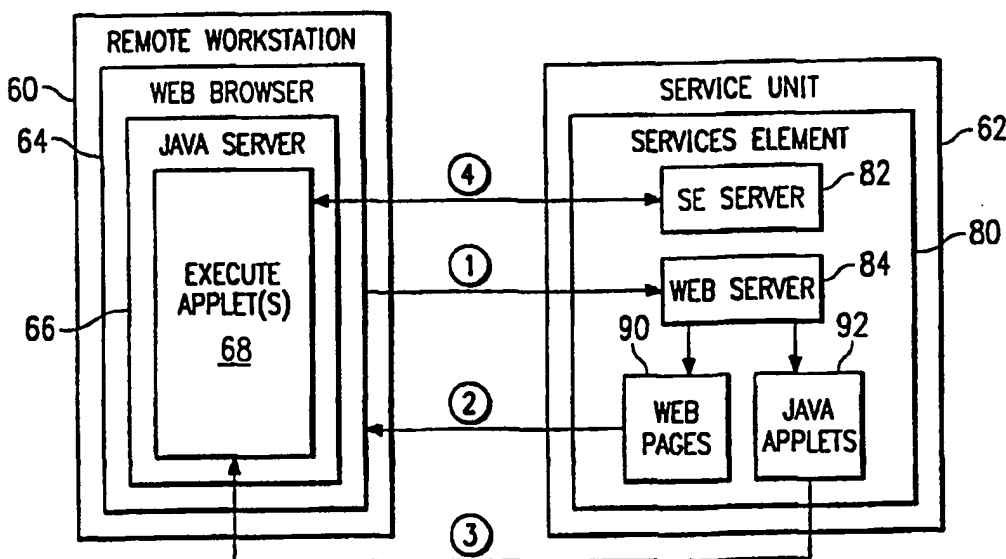 REMOTE WORKSTATION
60
WEB BROWSER
64
JAVA SERVER
66
EXECUTE
APPLET(S)
68
4
1
2
3
SERVICE UNIT
62
SERVICES ELEMENT
80
SE SERVER
82
WEB SERVER
84
90
92
WEB
PAGES
JAVA
APPLETS